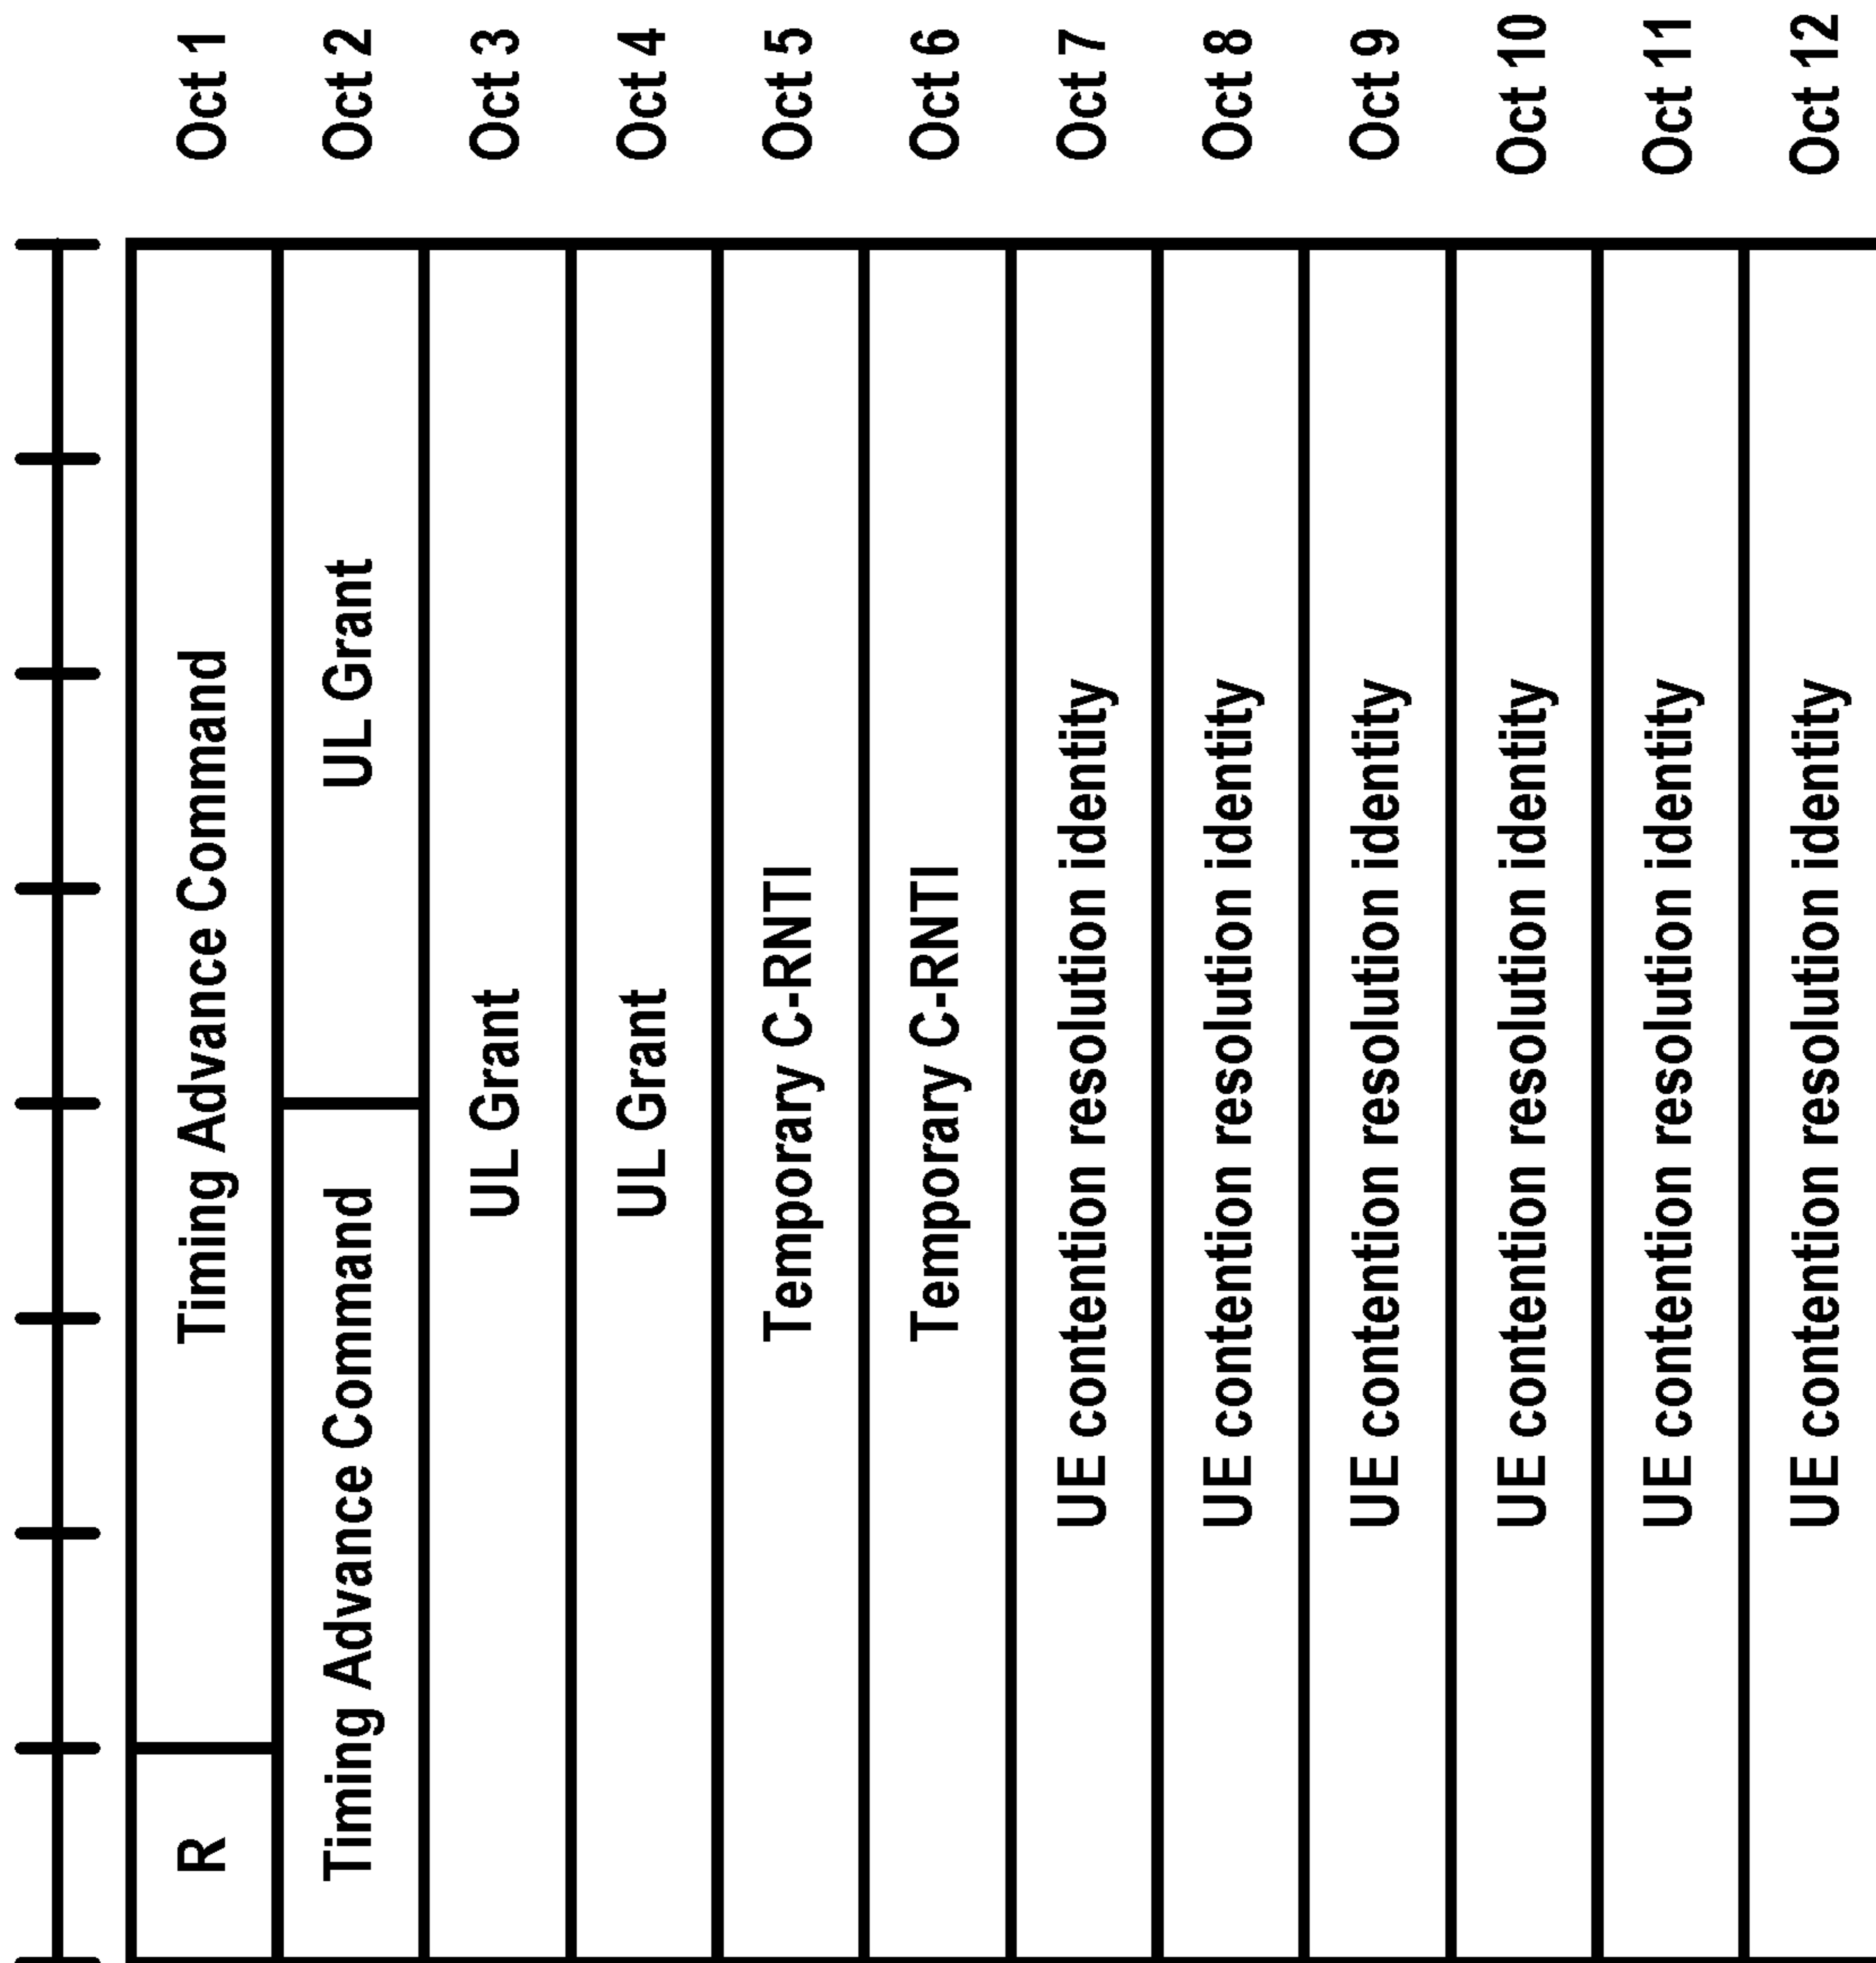 R Timing Advance Command Oct 1
Timing Advance Command UL Grant Oct 2
UL Grant Oct 3
UL Grant Oct 4
Temporary C-RNTI Oct 5
Temporary C-RNTI Oct 6
UE contention resolution identity Oct 7
UE contention resolution identity Oct 8
UE contention resolution identity Oct 9
UE contention resolution identity Oct 10
UE contention resolution identity Oct 11
UE contention resolution identity Oct 12